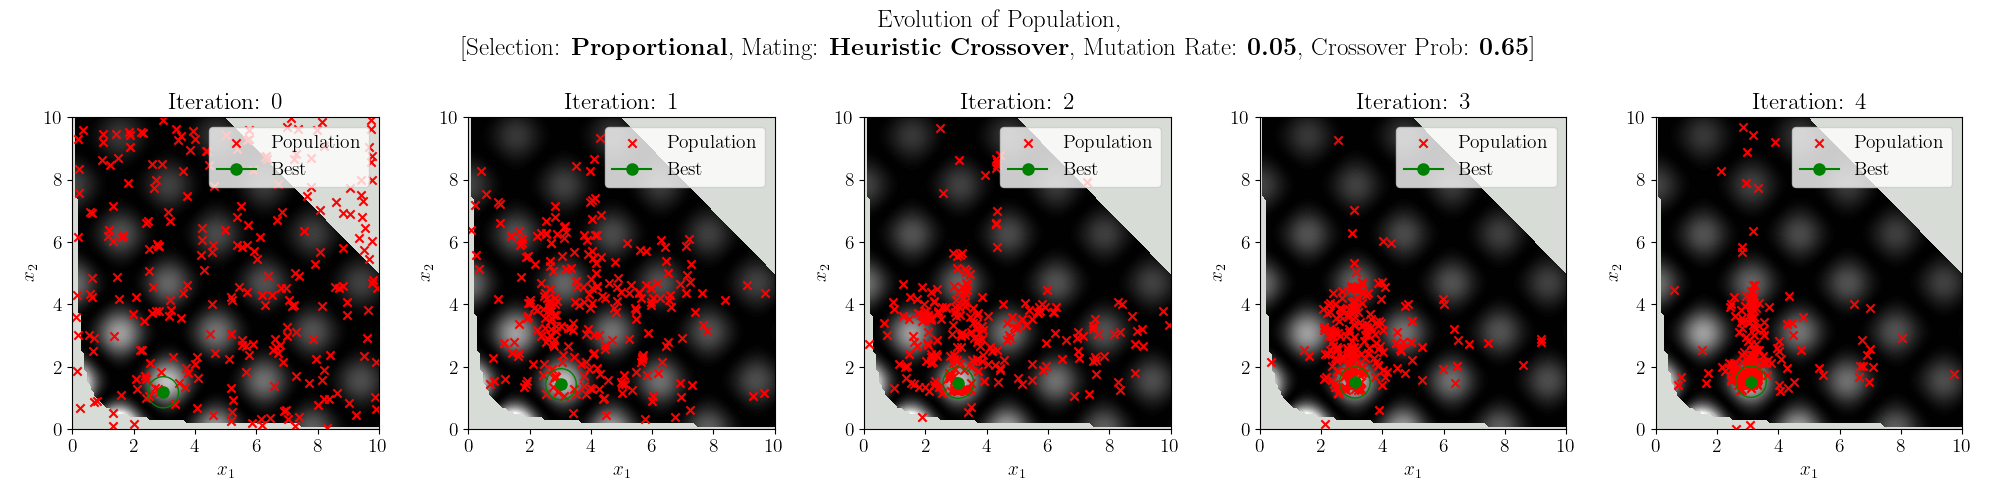 Evolution of Population,
[Selection: Proportional, Mating: Heuristic Crossover, Mutation Rate: 0.05, Crossover Prob: 0.65]
Iteration: 0
10
8
6
4
2
0
x2
Population
Best
0 2 4 6 8 10
x1
Iteration: 1
10
8
6
4
2
0
x2
Population
Best
0 2 4 6 8 10
x1
Iteration: 2
10
8
6
4
2
0
x2
Population
Best
0 2 4 6 8 10
x1
Iteration: 3
10
8
6
4
2
0
x2
Population
Best
0 2 4 6 8 10
x1
Iteration: 4
10
8
6
4
2
0
x2
Population
Best
0 2 4 6 8 10
x1